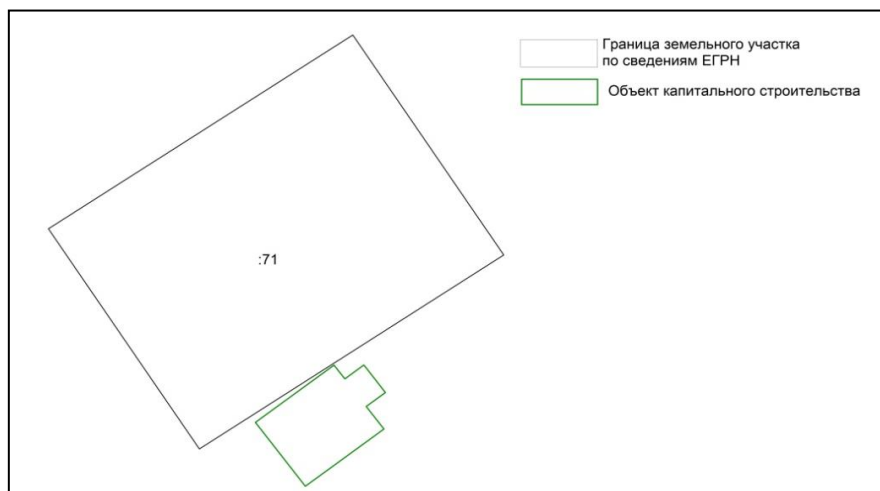 Граница земельного участка
по сведениям ЕГРН
Объект капитального строительства
:71